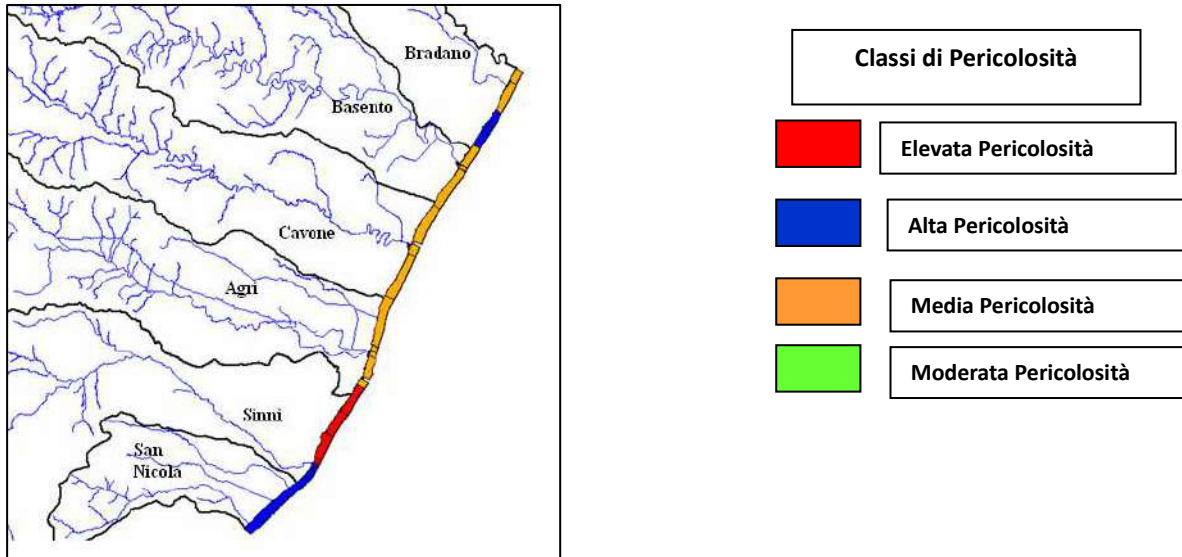 Bradano
Basento
Cavone
Agri
Sinni
San
Nicola
Classi di Pericolosità
Elevata Pericolosità
Alta Pericolosità
Media Pericolosità
Moderata Pericolosità